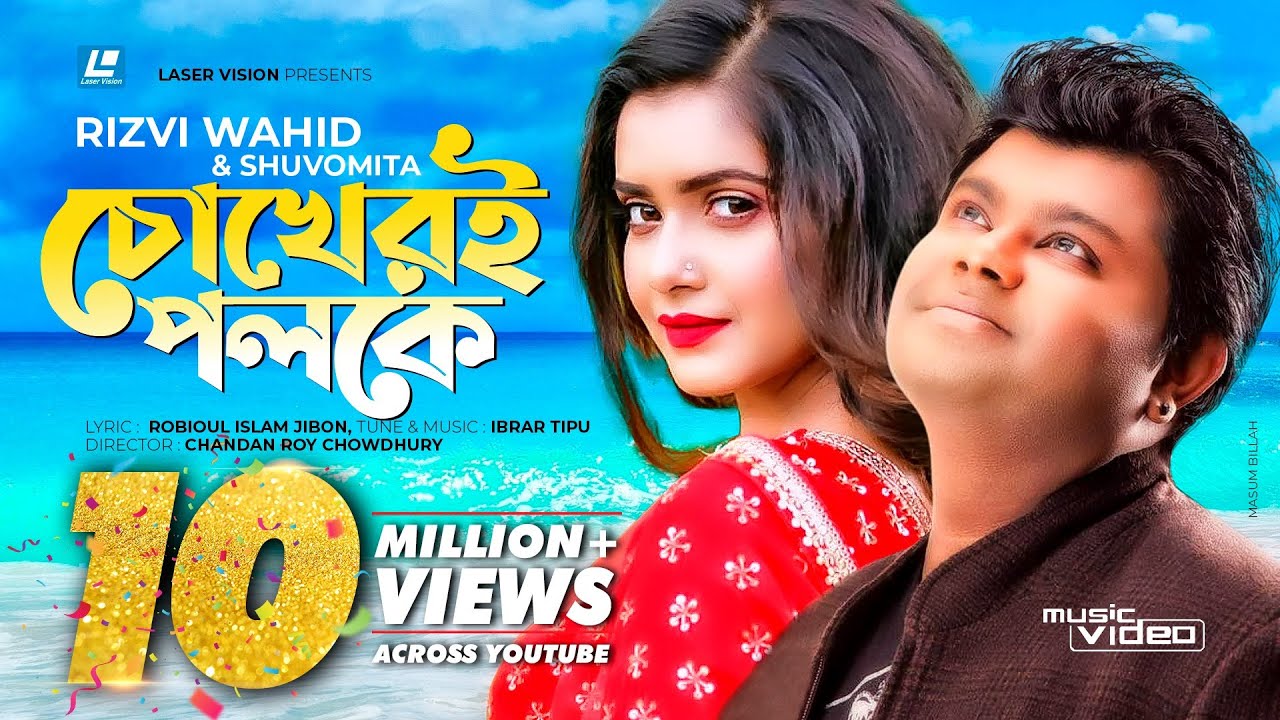 Laser Vision
LASER VISION PRESENTS
RIZVI WAHID
& SHUVOMITA
চোখেরই
পলকে
LYRIC : ROBIOUL ISLAM JIBON, TUNE & MUSIC : IBRAR TIPU
DIRECTOR : CHANDAN ROY CHOWDHURY
10
MILLION+
VIEWS
ACROSS YOUTUBE
MASUM BILLAH
music
video